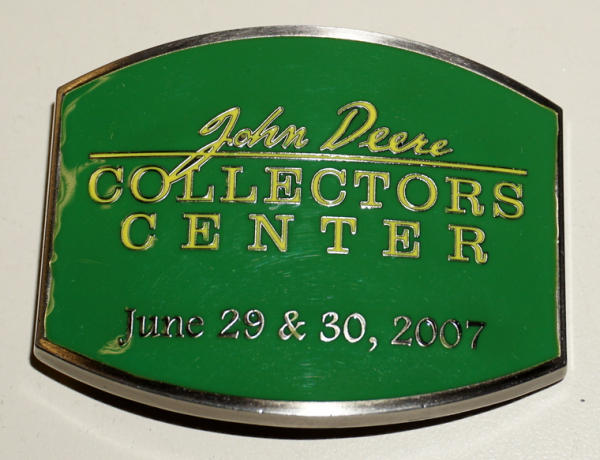 John Deere
COLLECTORS
CENTER
June 29 & 30, 2007